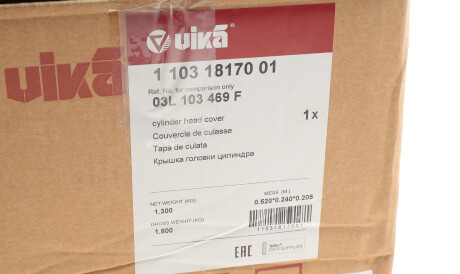 vika®
vika
1 103 18170 01
Ref. No. for comparison only
03L 103 469 F
cylinder head cover
Couvercle de culasse
Tapa de culata
Крышка головки цилиндра
1x
NET WEIGHT (KG)
1.300
MEAS. (M.)
0.520*0.240*0.205
GROSS WEIGHT (KG)
1.800
11031817001
EAC